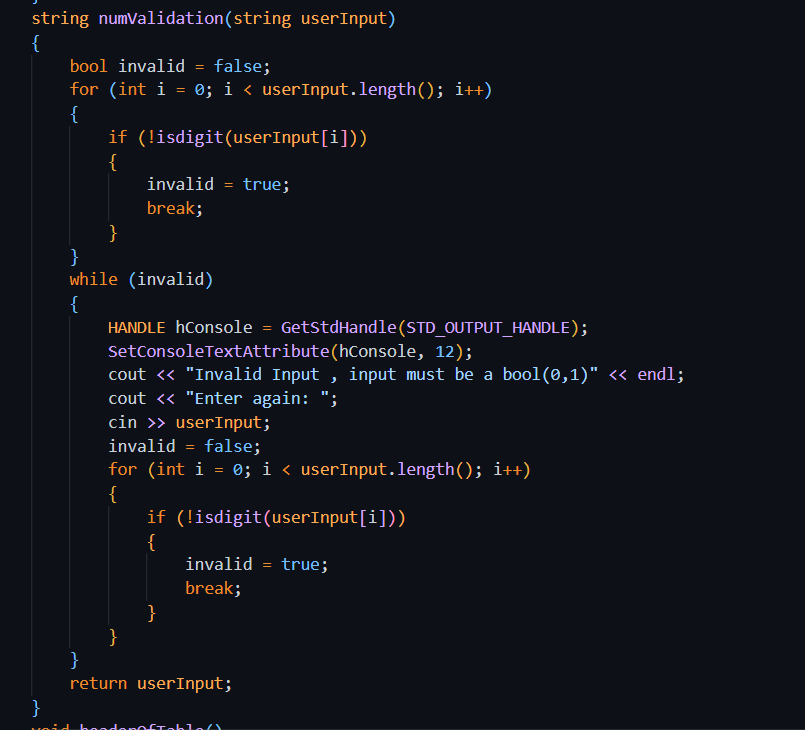 string numValidation(string userInput)
{
    bool invalid = false;
    for (int i = 0; i < userInput.length(); i++)
    {
        if (!isdigit(userInput[i]))
        {
            invalid = true;
            break;
        }
    }
    while (invalid)
    {
        HANDLE hConsole = GetStdHandle(STD_OUTPUT_HANDLE);
        SetConsoleTextAttribute(hConsole, 12);
        cout << "Invalid Input , input must be a bool(0,1)" << endl;
        cout << "Enter again: ";
        cin >> userInput;
        invalid = false;
        for (int i = 0; i < userInput.length(); i++)
        {
            if (!isdigit(userInput[i]))
            {
                invalid = true;
                break;
            }
        }
    }
    return userInput;
}
void headerOfTable()